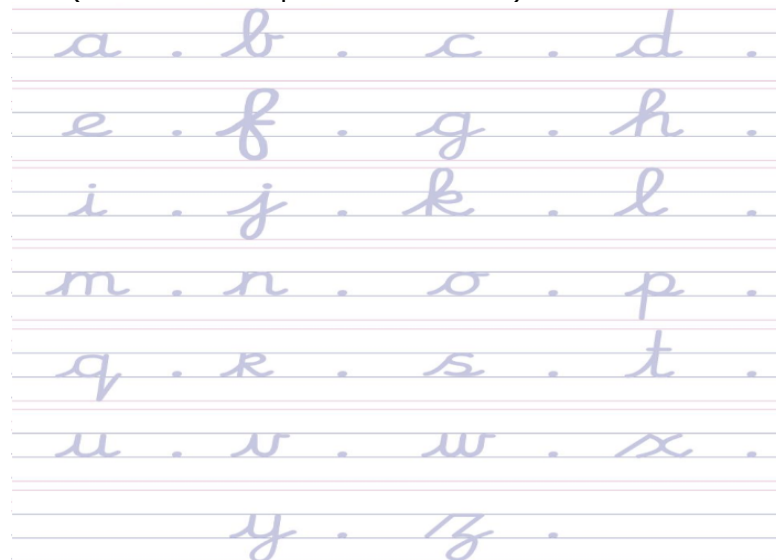 a . b . c . d .
e . f . g . h .
i . j . k . l .
m . n . o . p .
q . r . s . t .
u . v . w . x .
y . z .